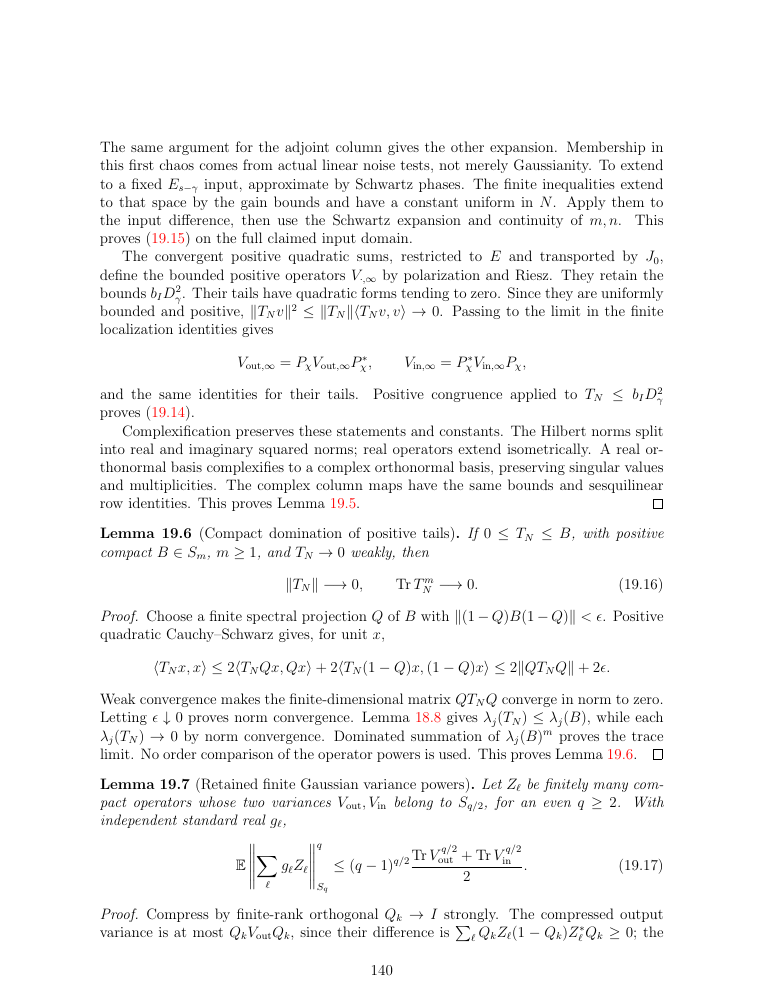 The same argument for the adjoint column gives the other expansion. Membership in
this first chaos comes from actual linear noise tests, not merely Gaussianity. To extend
to a fixed E_{s−γ} input, approximate by Schwartz phases. The finite inequalities extend
to that space by the gain bounds and have a constant uniform in N. Apply them to
the input difference, then use the Schwartz expansion and continuity of m, n. This
proves (19.15) on the full claimed input domain.
The convergent positive quadratic sums, restricted to E and transported by J_0,
define the bounded positive operators V_{·,∞} by polarization and Riesz. They retain the
bounds b_I D_γ^2. Their tails have quadratic forms tending to zero. Since they are uniformly
bounded and positive, ‖T_N v‖^2 ≤ ‖T_N‖⟨T_N v, v⟩ → 0. Passing to the limit in the finite
localization identities gives
V_{out,∞} = P_χ V_{out,∞} P_χ^*, V_{in,∞} = P_χ^* V_{in,∞} P_χ,
and the same identities for their tails. Positive congruence applied to T_N ≤ b_I D_γ^2
proves (19.14).
Complexification preserves these statements and constants. The Hilbert norms split
into real and imaginary squared norms; real operators extend isometrically. A real or-
thonormal basis complexifies to a complex orthonormal basis, preserving singular values
and multiplicities. The complex column maps have the same bounds and sesquilinear
row identities. This proves Lemma 19.5. □
Lemma 19.6 (Compact domination of positive tails). If 0 ≤ T_N ≤ B, with positive
compact B ∈ S_m, m ≥ 1, and T_N → 0 weakly, then
‖T_N‖ ⟶ 0, Tr T_N^m ⟶ 0. (19.16)
Proof. Choose a finite spectral projection Q of B with ‖(1 − Q)B(1 − Q)‖ < ϵ. Positive
quadratic Cauchy–Schwarz gives, for unit x,
⟨T_N x, x⟩ ≤ 2⟨T_N Qx, Qx⟩ + 2⟨T_N(1 − Q)x, (1 − Q)x⟩ ≤ 2‖QT_N Q‖ + 2ϵ.
Weak convergence makes the finite-dimensional matrix QT_N Q converge in norm to zero.
Letting ϵ ↓ 0 proves norm convergence. Lemma 18.8 gives λ_j(T_N) ≤ λ_j(B), while each
λ_j(T_N) → 0 by norm convergence. Dominated summation of λ_j(B)^m proves the trace
limit. No order comparison of the operator powers is used. This proves Lemma 19.6. □
Lemma 19.7 (Retained finite Gaussian variance powers). Let Z_ℓ be finitely many com-
pact operators whose two variances V_out, V_in belong to S_{q/2}, for an even q ≥ 2. With
independent standard real g_ℓ,
𝔼 ‖∑_ℓ g_ℓ Z_ℓ‖_{S_q}^q ≤ (q − 1)^{q/2} (Tr V_out^{q/2} + Tr V_in^{q/2})/2. (19.17)
Proof. Compress by finite-rank orthogonal Q_k → I strongly. The compressed output
variance is at most Q_k V_out Q_k, since their difference is ∑_ℓ Q_k Z_ℓ(1 − Q_k)Z_ℓ^* Q_k ≥ 0; the
140